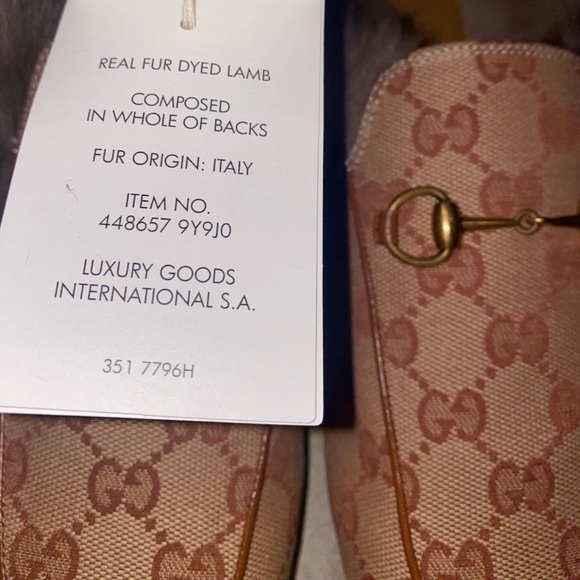 REAL FUR DYED LAMB
COMPOSED
IN WHOLE OF BACKS
FUR ORIGIN: ITALY
ITEM NO.
448657 9Y9J0
LUXURY GOODS
INTERNATIONAL S.A.
351 7796H